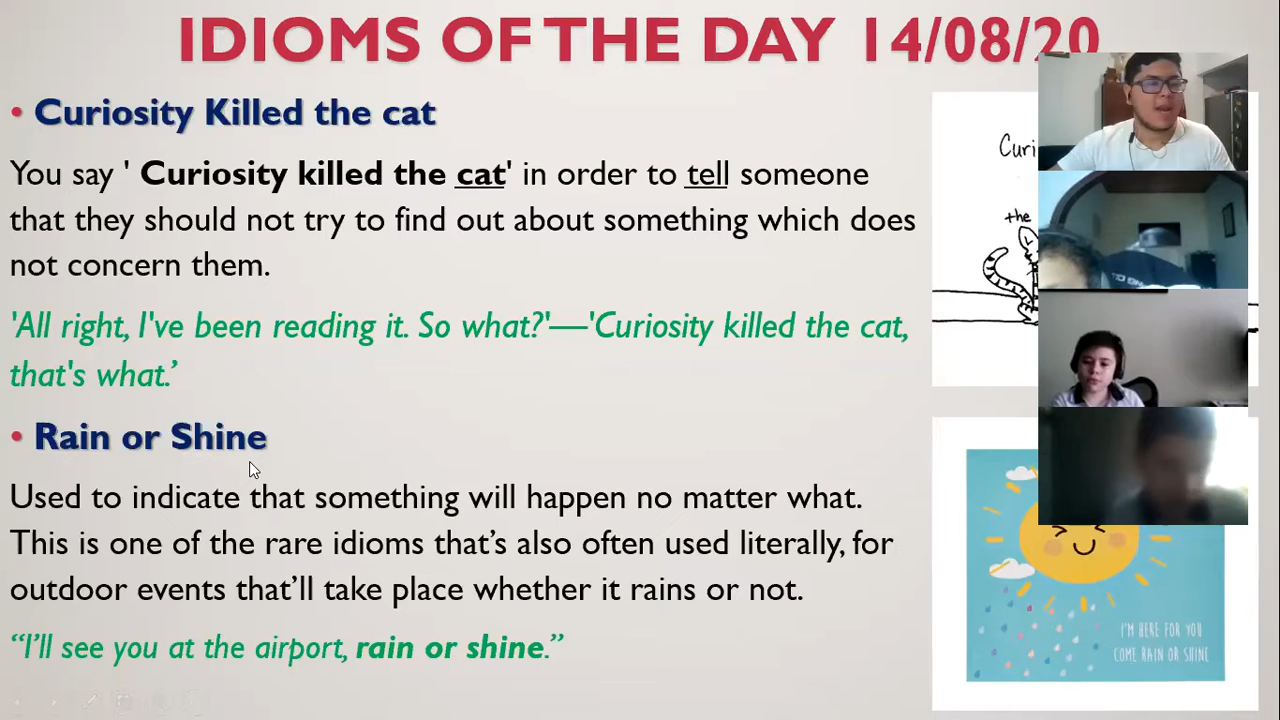 IDIOMS OF THE DAY 14/08/20
• Curiosity Killed the cat
You say ' Curiosity killed the cat' in order to tell someone
that they should not try to find out about something which does
not concern them.
'All right, I've been reading it. So what?'—'Curiosity killed the cat,
that's what.’
• Rain or Shine
Used to indicate that something will happen no matter what.
This is one of the rare idioms that’s also often used literally, for
outdoor events that’ll take place whether it rains or not.
“I’ll see you at the airport, rain or shine.”
Curi
the
I'M HERE FOR YOU
COME RAIN OR SHINE